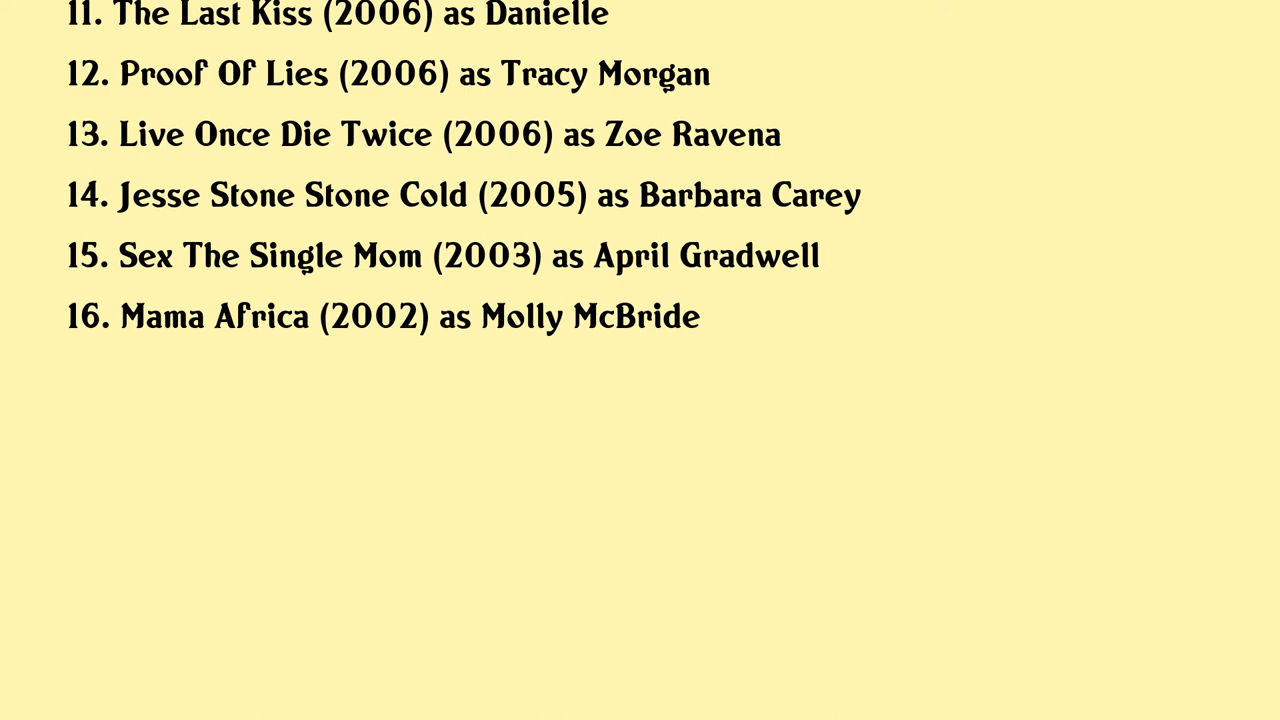 11. The Last Kiss (2006) as Danielle
12. Proof Of Lies (2006) as Tracy Morgan
13. Live Once Die Twice (2006) as Zoe Ravena
14. Jesse Stone Stone Cold (2005) as Barbara Carey
15. Sex The Single Mom (2003) as April Gradwell
16. Mama Africa (2002) as Molly McBride